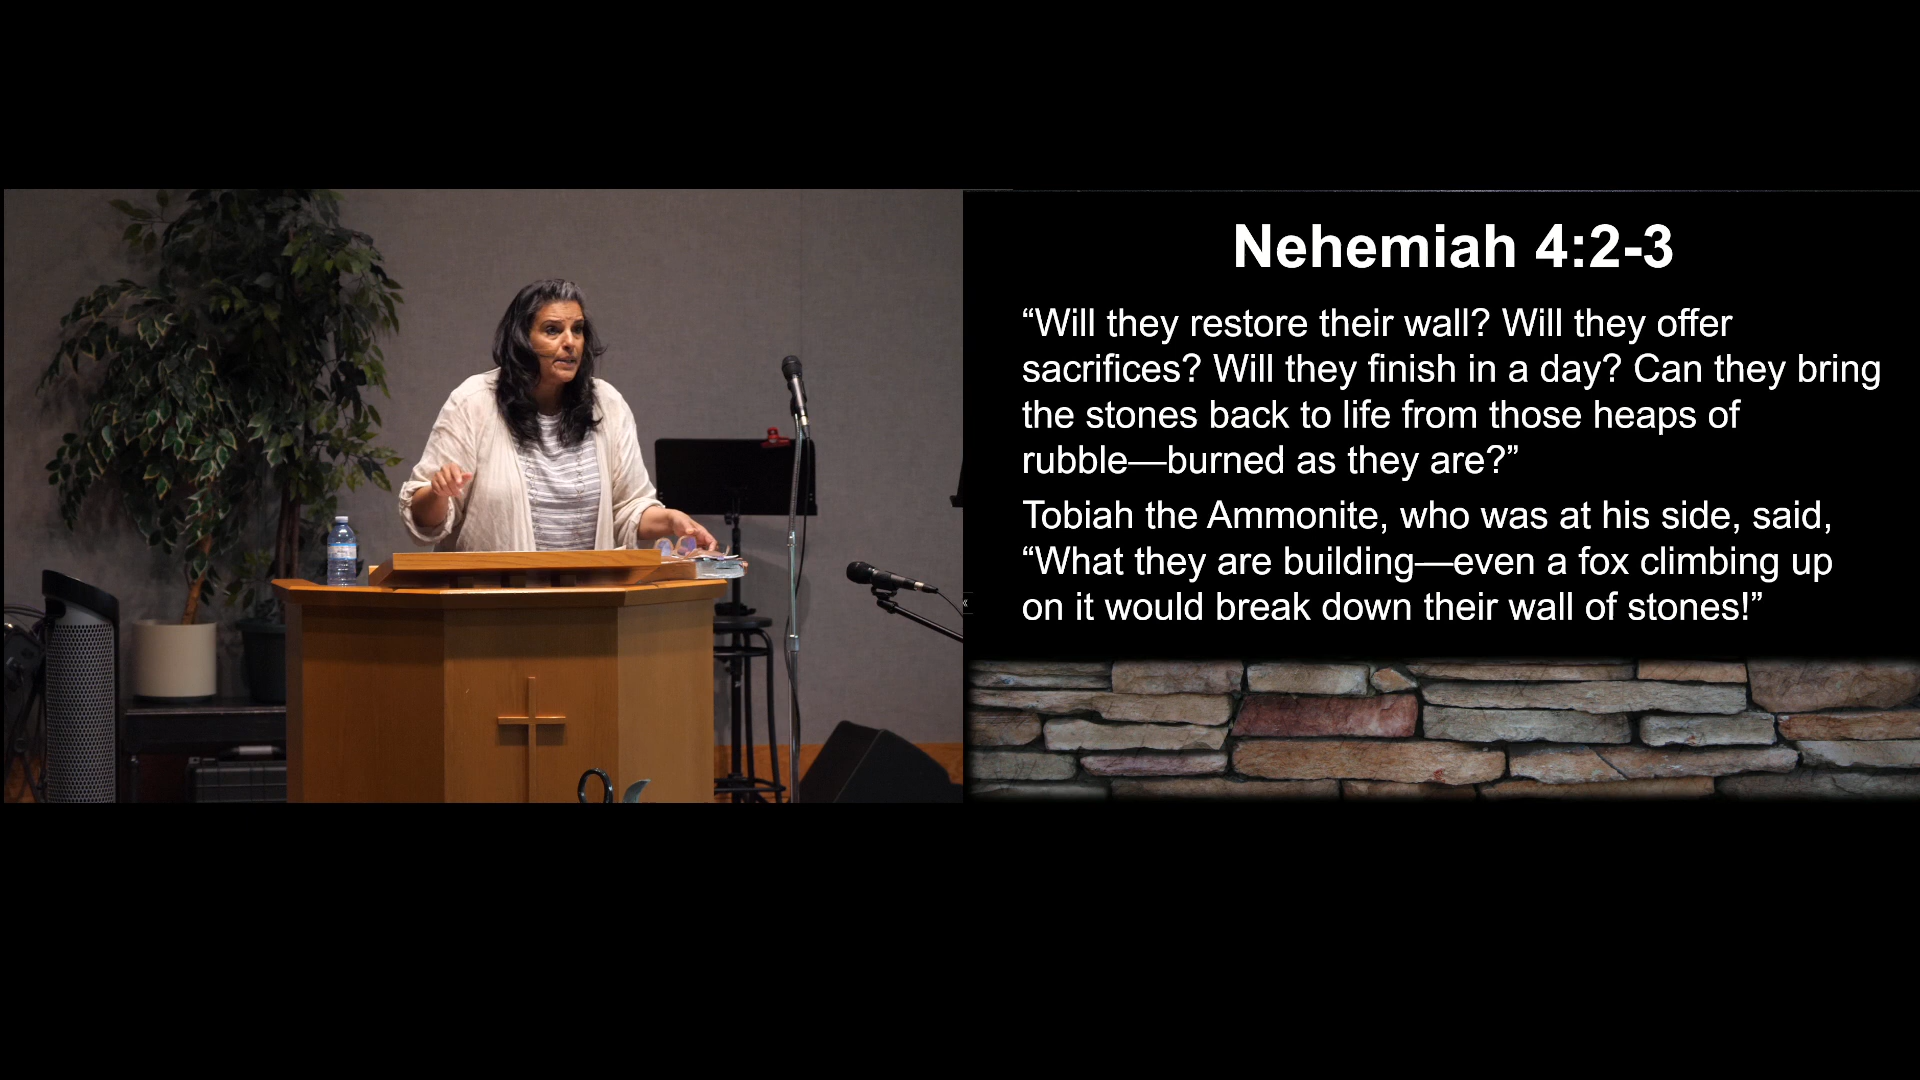 Nehemiah 4:2-3
“Will they restore their wall? Will they offer
sacrifices? Will they finish in a day? Can they bring
the stones back to life from those heaps of
rubble—burned as they are?”
Tobiah the Ammonite, who was at his side, said,
“What they are building—even a fox climbing up
on it would break down their wall of stones!”